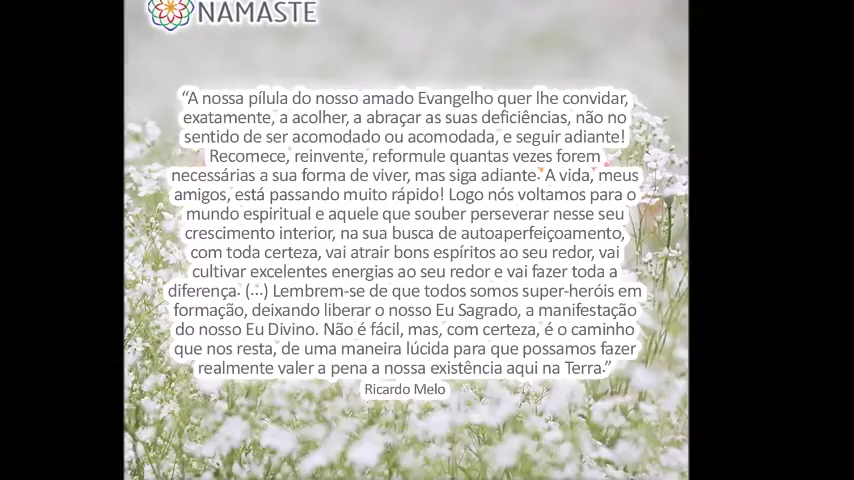 NAMASTE
“A nossa pílula do nosso amado Evangelho quer lhe convidar,
exatamente, a acolher, a abraçar as suas deficiências, não no
sentido de ser acomodado ou acomodada, e seguir adiante!
Recomece, reinvente, reformule quantas vezes forem
necessárias a sua forma de viver, mas siga adiante. A vida, meus
amigos, está passando muito rápido! Logo nós voltamos para o
mundo espiritual e aquele que souber perseverar nesse seu
crescimento interior, na sua busca de autoaperfeiçoamento,
com toda certeza, vai atrair bons espíritos ao seu redor, vai
cultivar excelentes energias ao seu redor e vai fazer toda a
diferença. (...) Lembrem-se de que todos somos super-heróis em
formação, deixando liberar o nosso Eu Sagrado, a manifestação
do nosso Eu Divino. Não é fácil, mas, com certeza, é o caminho
que nos resta, de uma maneira lúcida para que possamos fazer
realmente valer a pena a nossa existência aqui na Terra.”
Ricardo Melo